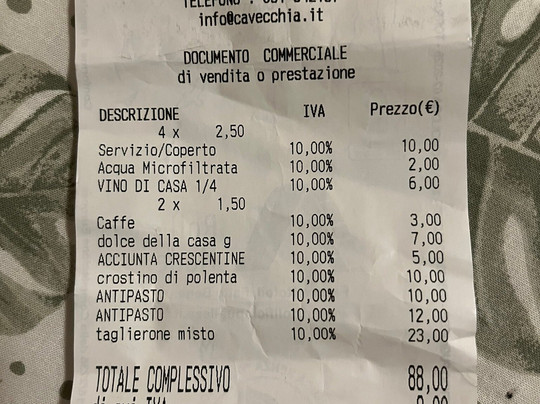 info@cavecchia.it
DOCUMENTO COMMERCIALE
di vendita o prestazione
DESCRIZIONE IVA Prezzo(€)
4 x 2,50
Servizio/Coperto 10,00% 10,00
Acqua Microfiltrata 10,00% 2,00
VINO DI CASA 1/4 10,00% 6,00
2 x 1,50
Caffe 10,00% 3,00
dolce della casa g 10,00% 7,00
ACCIUNTA CRESCENTINE 10,00% 5,00
crostino di polenta 10,00% 10,00
ANTIPASTO 10,00% 10,00
ANTIPASTO 10,00% 12,00
taglierone misto 10,00% 23,00
TOTALE COMPLESSIVO 88,00
di cui IVA